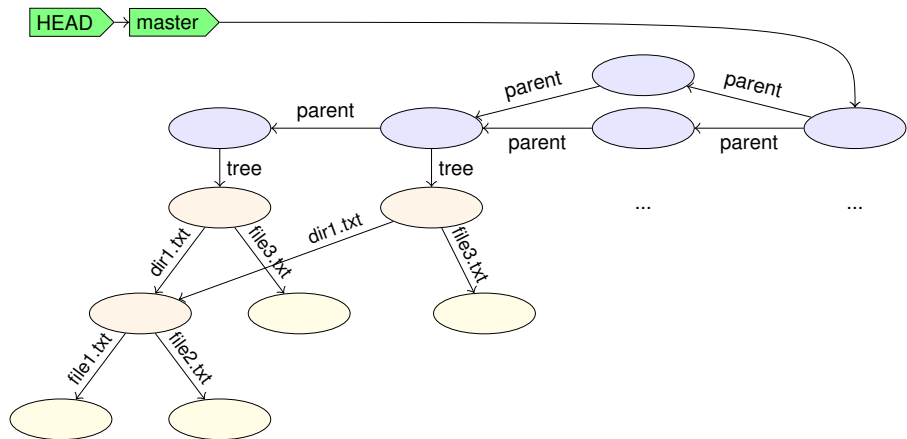 HEAD
master
parent
parent
parent
parent
parent
tree
tree
...
...
dir1.txt
file3.txt
dir1.txt
file3.txt
file1.txt
file2.txt